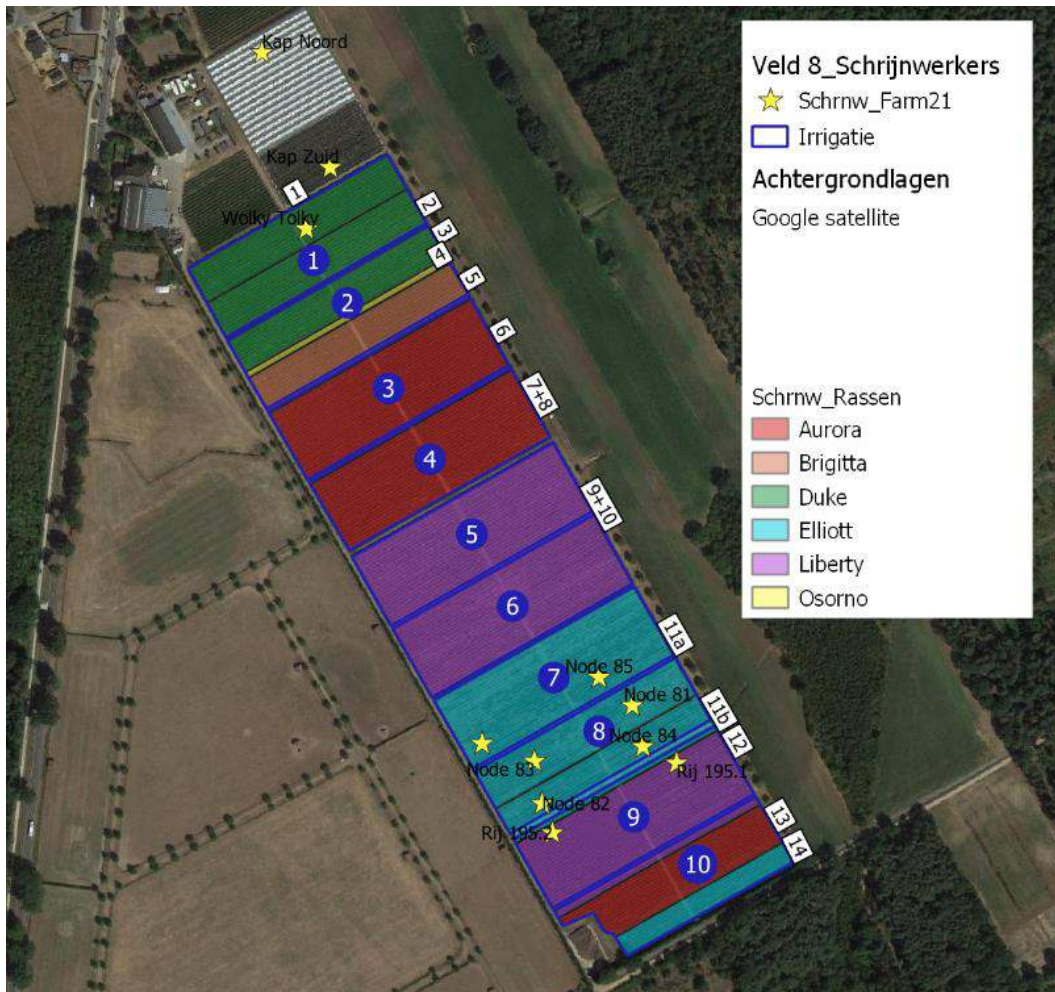 Kap Noord
Kap Zuid
Wolky Tolky
1
2
3
4
5
6
7+8
9+10
11a
11b
12
13
14
1
2
3
4
5
6
7
8
9
10
Node 85
Node 81
Node 84
Node 83
Node 82
Rij 195.1
Veld 8_Schrijnwerkers
Schrnw_Farm21
Irrigatie
Achtergrondlagen
Google satellite
Schrnw_Rassen
Aurora
Brigitta
Duke
Elliott
Liberty
Osorno